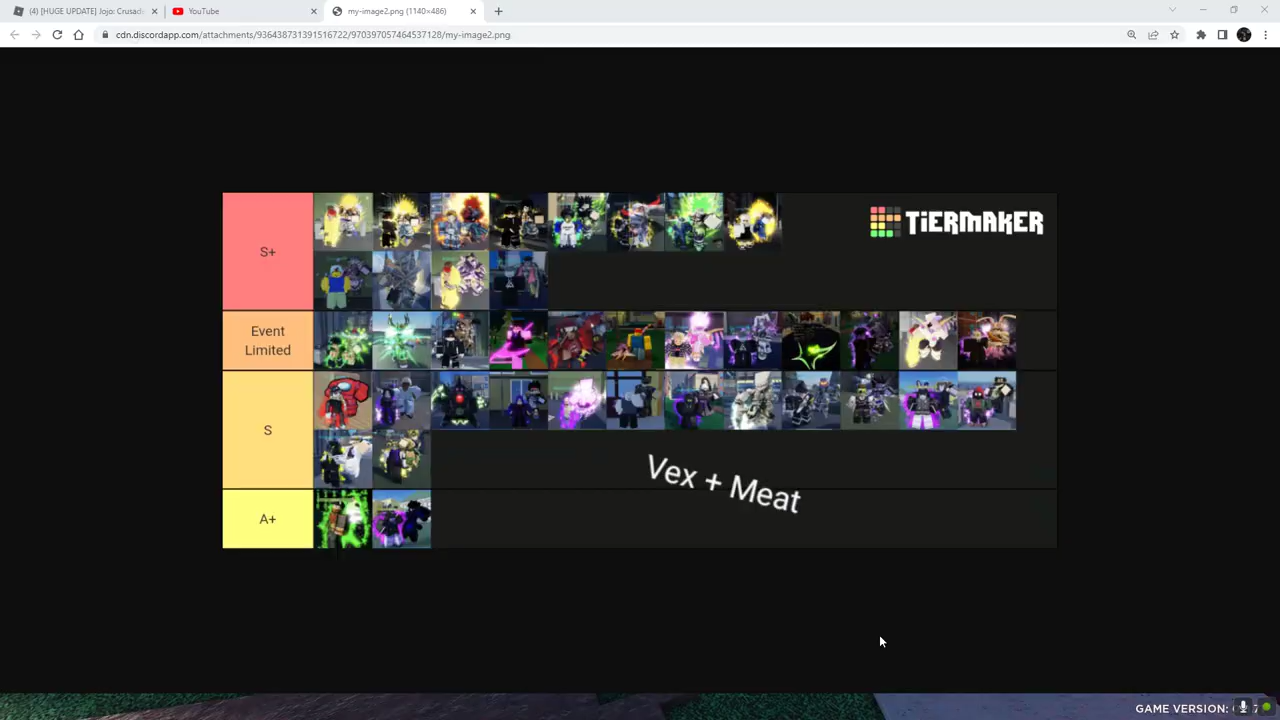 (4) [HUGE UPDATE] Jojo: Crusad
YouTube
my-image2.png (1140×486)
cdn.discordapp.com/attachments/936438731391516722/970397057464537128/my-image2.png
TiERMAKER
S+
Event
Limited
S
Vex + Meat
A+
GAME VERSION: